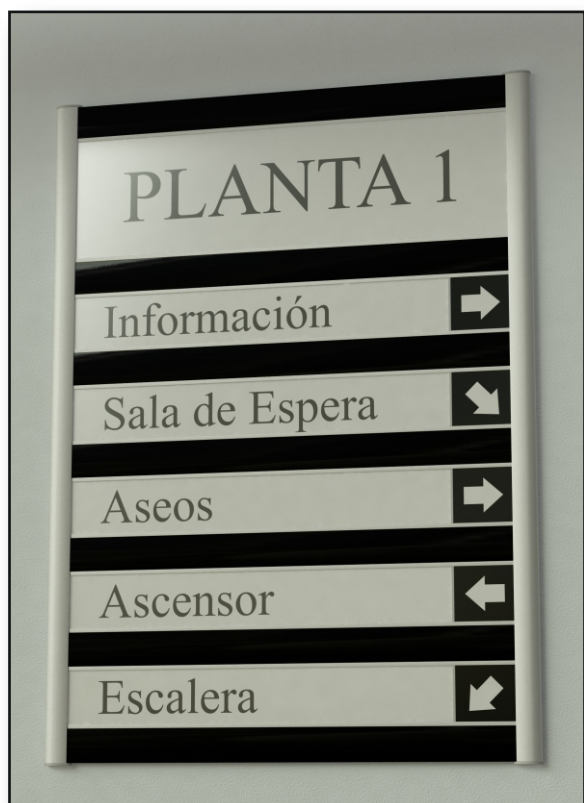 PLANTA 1
Información
Sala de Espera
Aseos
Ascensor
Escalera